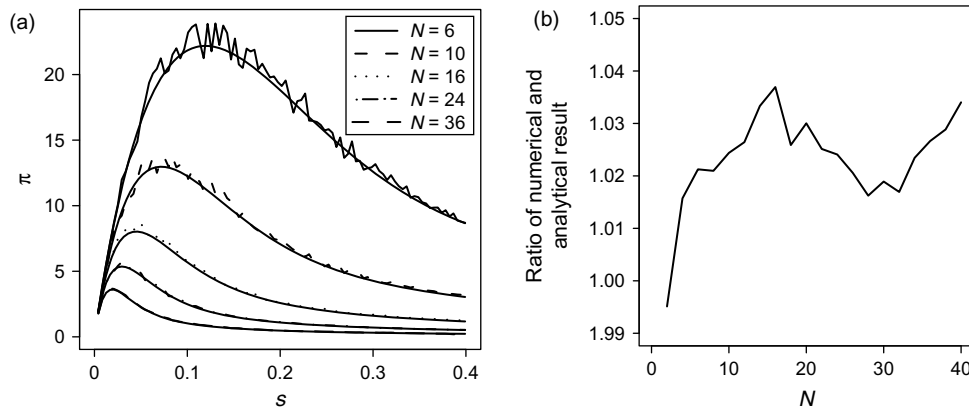 (a)
N = 6
N = 10
N = 16
N = 24
N = 36
20
15
10
5
0
π
0
0.1
0.2
0.3
0.4
s
(b)
1.05
1.04
1.03
1.02
1.01
1.00
1.99
Ratio of numerical and
analytical result
0
10
20
30
40
N